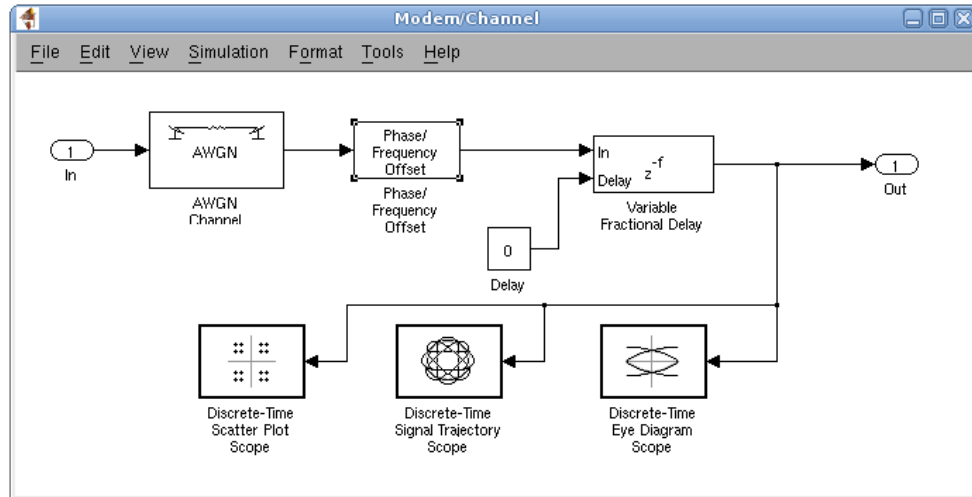 Modem/Channel
File Edit View Simulation Format Tools Help
1
In
AWGN
AWGN
Channel
Phase/
Frequency
Offset
Phase/
Frequency
Offset
In
Delay
z-f
Variable
Fractional Delay
1
Out
0
Delay
Discrete-Time
Scatter Plot
Scope
Discrete-Time
Signal Trajectory
Scope
Discrete-Time
Eye Diagram
Scope